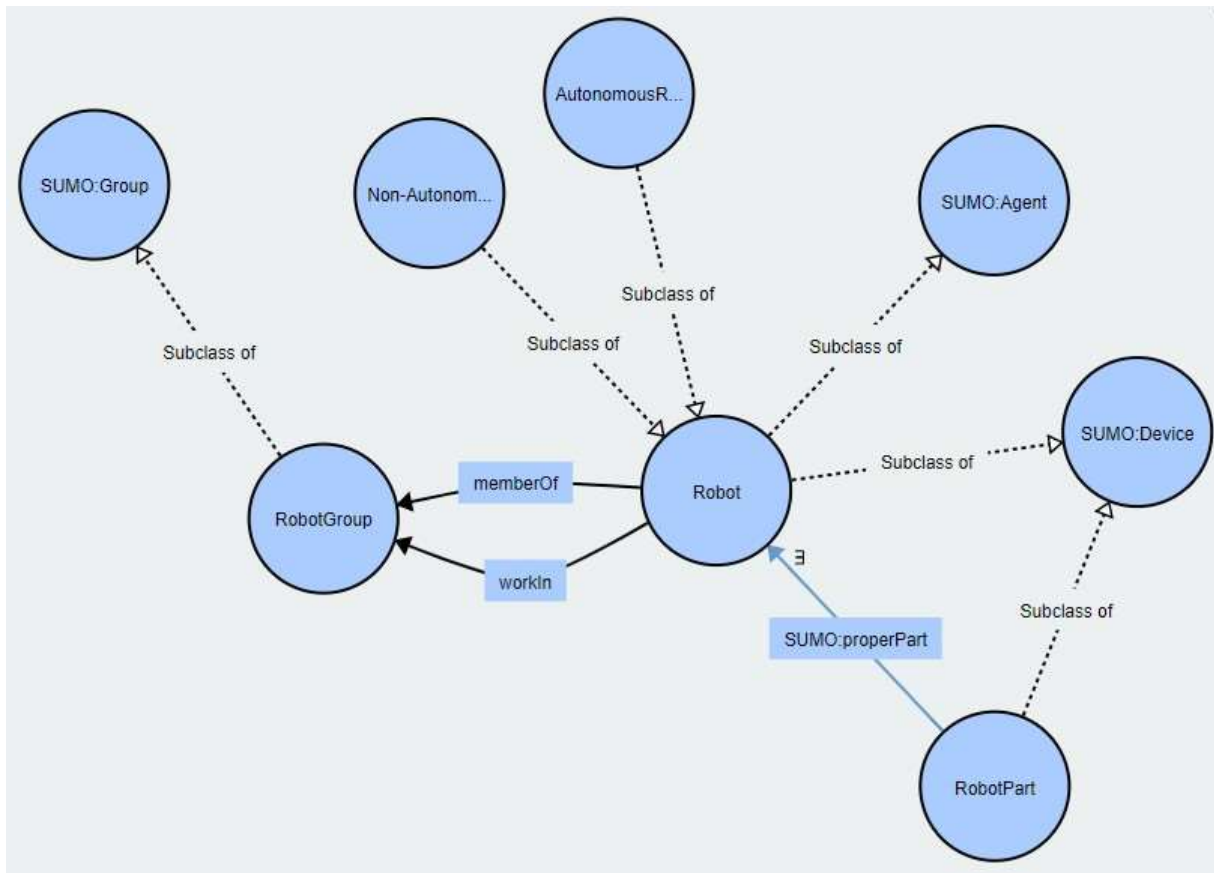 AutonomousR...
SUMO:Group
Non-Autonom...
SUMO:Agent
Subclass of
Subclass of
Subclass of
Subclass of
SUMO:Device
Subclass of
memberOf
Robot
RobotGroup
∃
workIn
Subclass of
SUMO:properPart
RobotPart